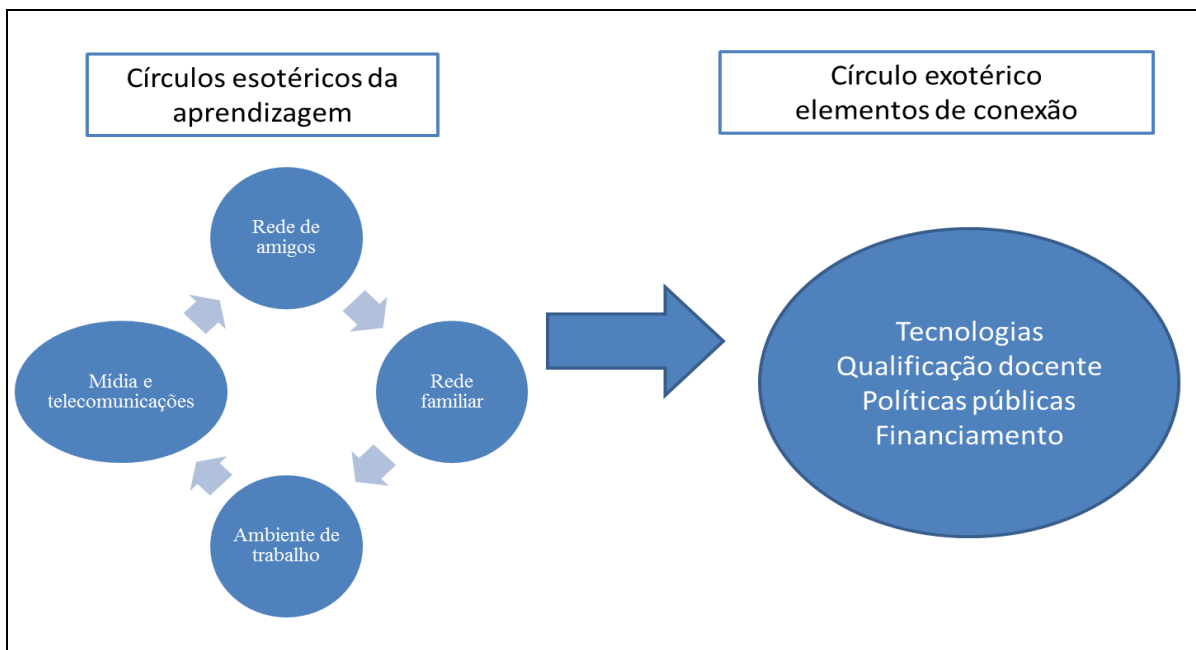 Círculos esotéricos da
aprendizagem
Círculo exotérico
elementos de conexão
Rede de
amigos
Rede
familiar
Ambiente de
trabalho
Mídia e
telecomunicações
Tecnologias
Qualificação docente
Políticas públicas
Financiamento